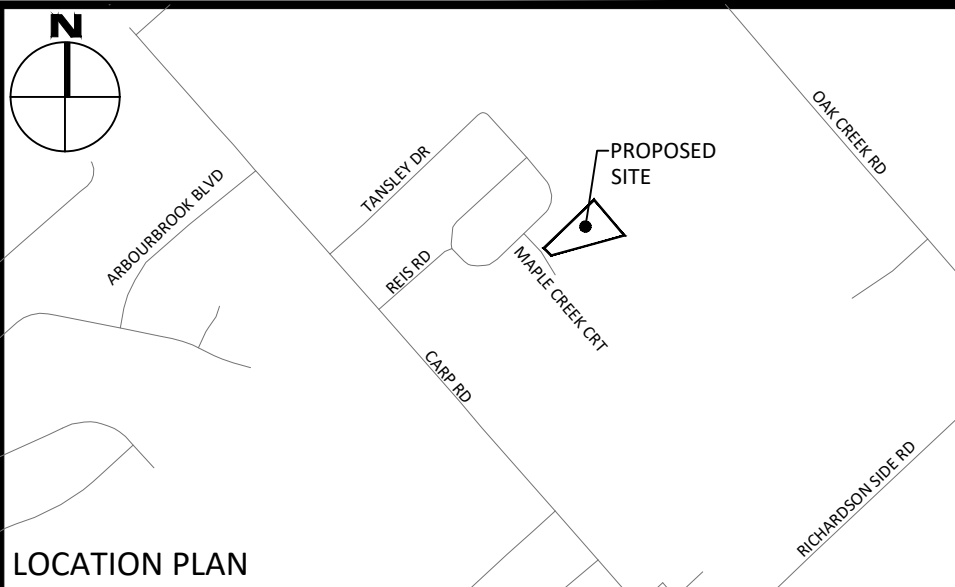 N
OAK CREEK RD
TANSLEY DR
PROPOSED
SITE
ARBOURBROOK BLVD
REIS RD
MAPLE CREEK CRT
CARP RD
RICHARDSON SIDE RD
LOCATION PLAN